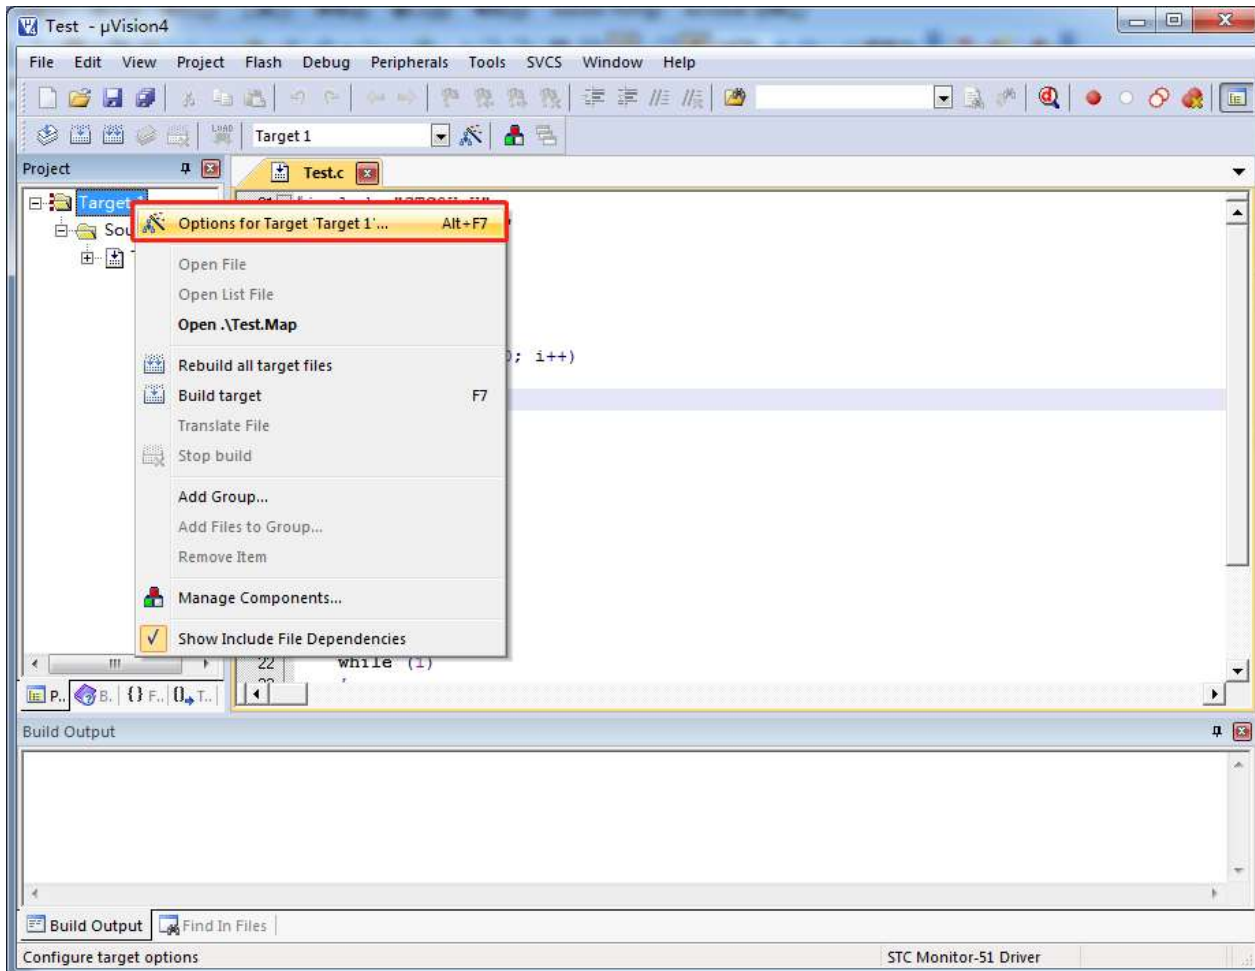 Test - µVision4
File Edit View Project Flash Debug Peripherals Tools SVCS Window Help
LOAD Target 1
Project
Test.c
Target
Options for Target 'Target 1'... Alt+F7
Open File
Open List File
Open .\Test.Map
; i++)
Rebuild all target files
Build target F7
Translate File
Stop build
Add Group...
Add Files to Group...
Remove Item
Manage Components...
Show Include File Dependencies
22 while (1)
P.. B. {} F.. T..
Build Output
Build Output Find In Files
Configure target options STC Monitor-51 Driver